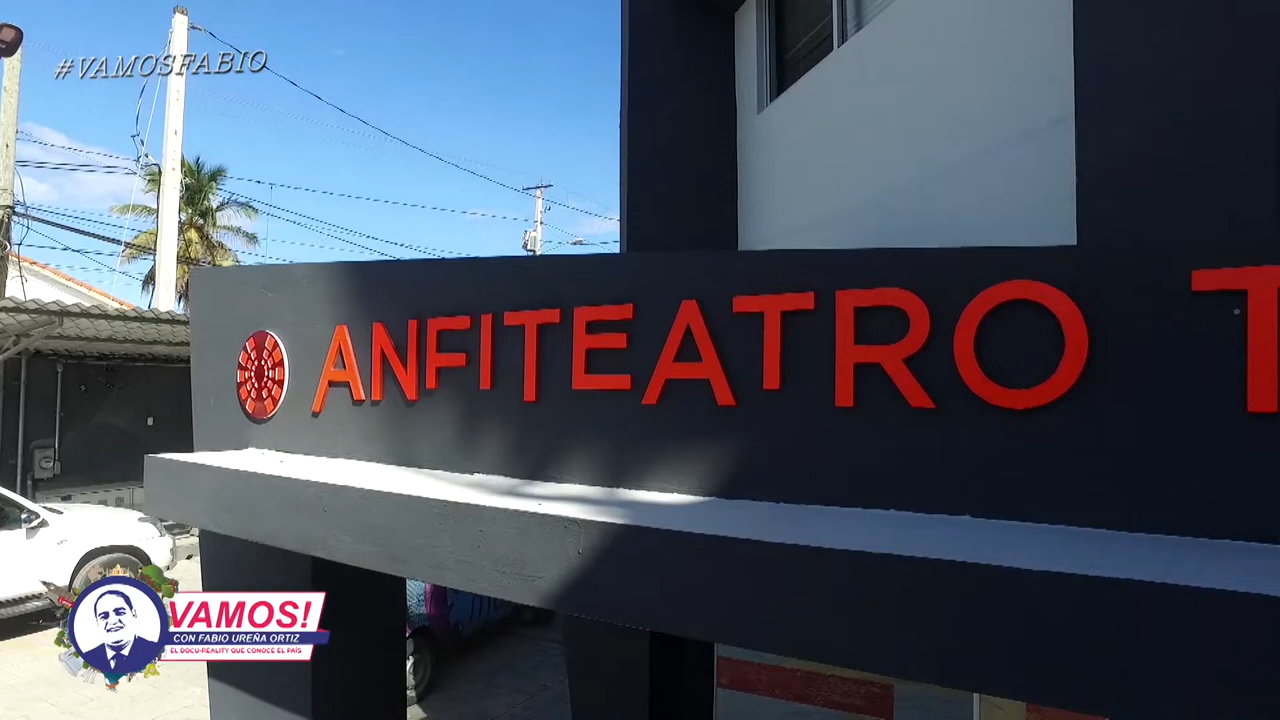 #VAMOSFABIO
ANFITEATRO T
VAMOS!
CON FABIO UREÑA ORTIZ
EL DOCU-REALITY QUE CONOCE EL PAÍS